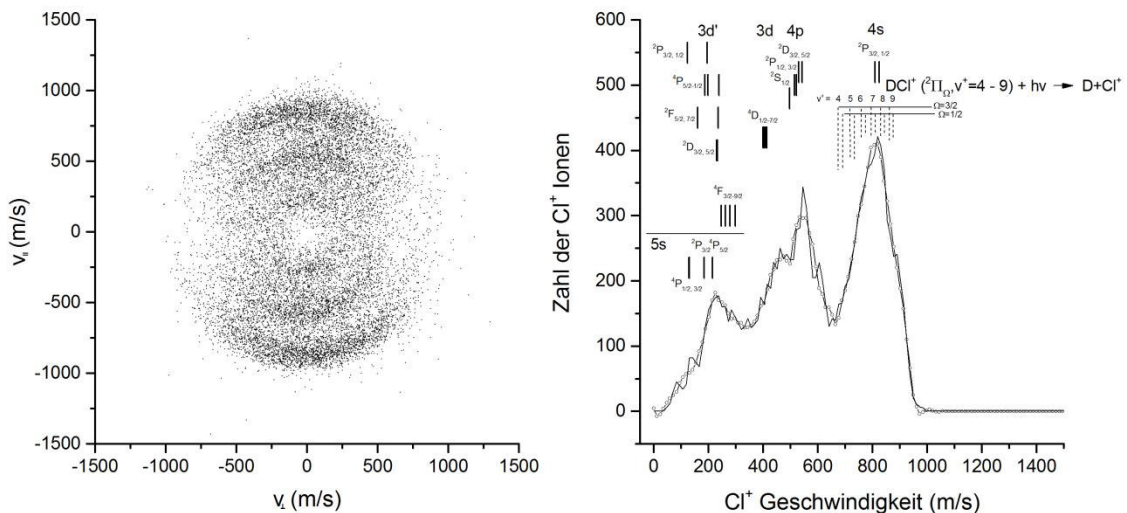 1500
1000
500
0
-500
-1000
-1500
-1500 -1000 -500 0 500 1000 1500
v|| (m/s)
v⊥ (m/s)
600
500
400
300
200
100
0
0 200 400 600 800 1000 1200 1400
Zahl der Cl⁺ Ionen
Cl⁺ Geschwindigkeit (m/s)
3d' 3d 4p 4s
²P3/2, 1/2
²D3/2, 5/2
²P3/2, 1/2
²P1/2, 3/2
⁴P5/2-1/2
²S1/2
DCl⁺ (²ΠΩ,v⁺=4 - 9) + hν → D+Cl⁺
v⁺= 4 5 6 7 8 9
Ω=3/2
Ω=1/2
²F5/2, 7/2
⁴D1/2-7/2
²D3/2, 5/2
⁴F3/2-9/2
5s
²P3/2 ⁴P5/2
⁴P1/2, 3/2